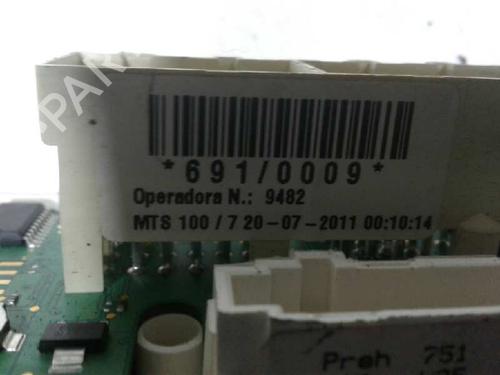 *691/0009*
Operadora N.: 9482
MTS 100 / 7 20-07-2011 00:10:14
Preh 751